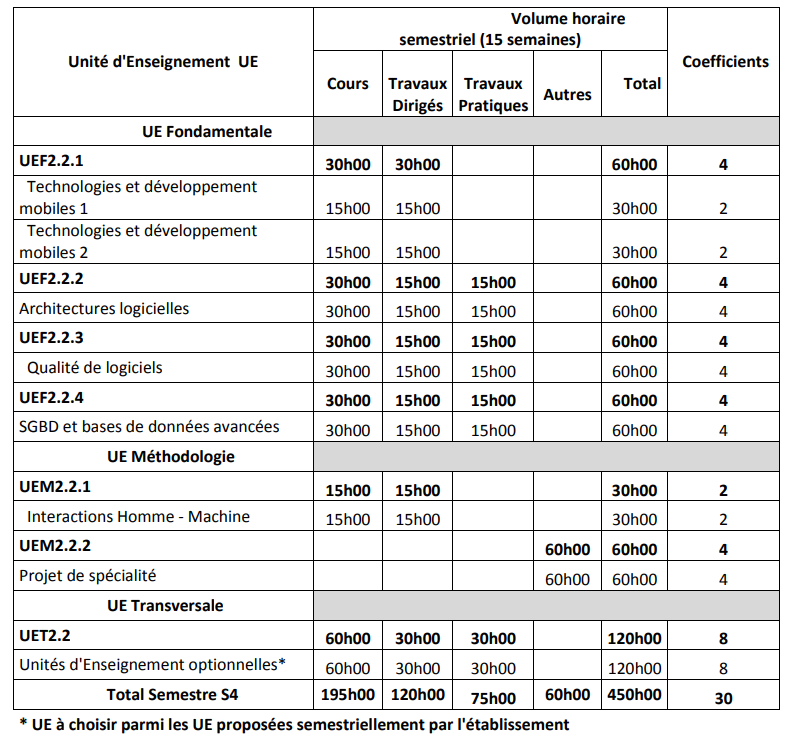 Unité d'Enseignement UE Volume horaire semestriel (15 semaines) Coefficients
Cours Travaux Dirigés Travaux Pratiques Autres Total
UE Fondamentale
UEF2.2.1 30h00 30h00 60h00 4
Technologies et développement mobiles 1 15h00 15h00 30h00 2
Technologies et développement mobiles 2 15h00 15h00 30h00 2
UEF2.2.2 30h00 15h00 15h00 60h00 4
Architectures logicielles 30h00 15h00 15h00 60h00 4
UEF2.2.3 30h00 15h00 15h00 60h00 4
Qualité de logiciels 30h00 15h00 15h00 60h00 4
UEF2.2.4 30h00 15h00 15h00 60h00 4
SGBD et bases de données avancées 30h00 15h00 15h00 60h00 4
UE Méthodologie
UEM2.2.1 15h00 15h00 30h00 2
Interactions Homme - Machine 15h00 15h00 30h00 2
UEM2.2.2 60h00 60h00 4
Projet de spécialité 60h00 60h00 4
UE Transversale
UET2.2 60h00 30h00 30h00 120h00 8
Unités d'Enseignement optionnelles* 60h00 30h00 30h00 120h00 8
Total Semestre S4 195h00 120h00 75h00 60h00 450h00 30
* UE à choisir parmi les UE proposées semestriellement par l'établissement